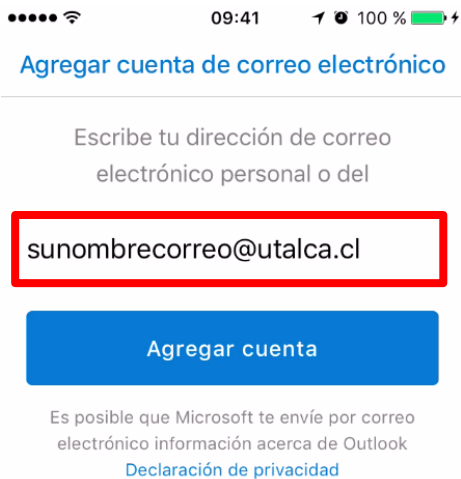 09:41 100 %
Agregar cuenta de correo electrónico
Escribe tu dirección de correo
electrónico personal o del
sunombrecorreo@utalca.cl
Agregar cuenta
Es posible que Microsoft te envíe por correo
electrónico información acerca de Outlook
Declaración de privacidad